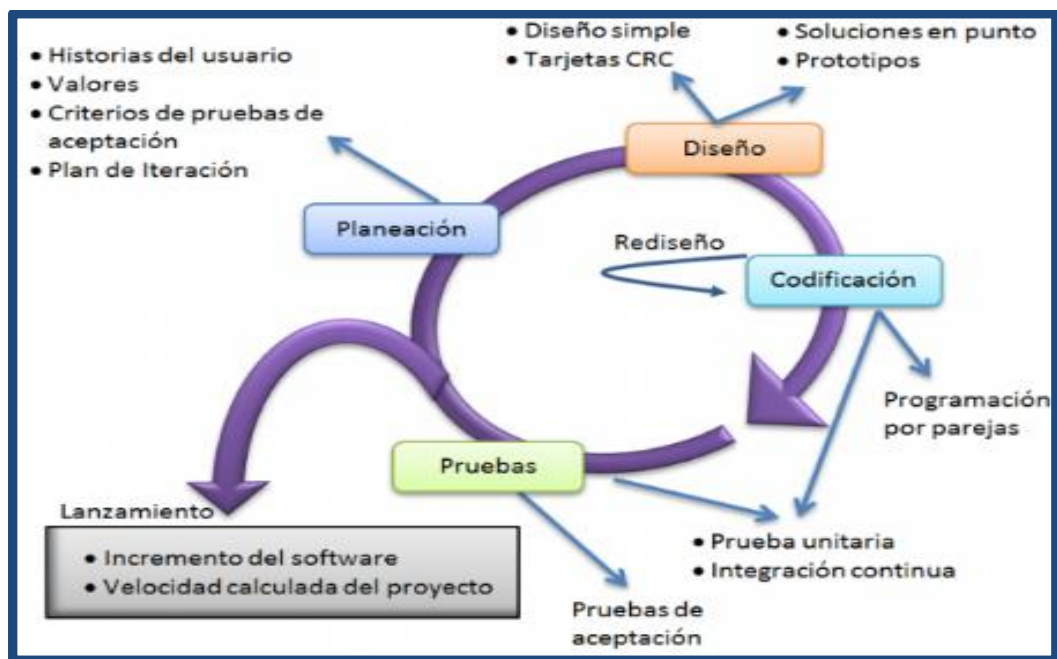 • Historias del usuario
• Valores
• Criterios de pruebas de
aceptación
• Plan de Iteración
• Diseño simple
• Tarjetas CRC
• Soluciones en punto
• Prototipos
Diseño
Planeación
Rediseño
Codificación
Programación
por parejas
Pruebas
Lanzamiento
• Incremento del software
• Velocidad calculada del proyecto
• Prueba unitaria
• Integración continua
Pruebas de
aceptación